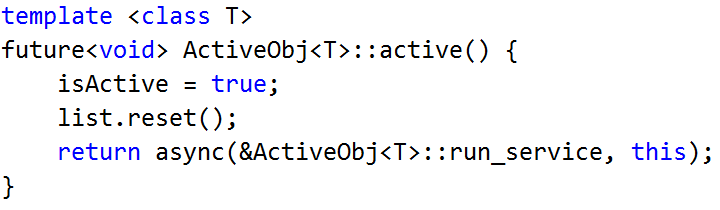 template <class T>
future<void> ActiveObj<T>::active() {
    isActive = true;
    list.reset();
    return async(&ActiveObj<T>::run_service, this);
}